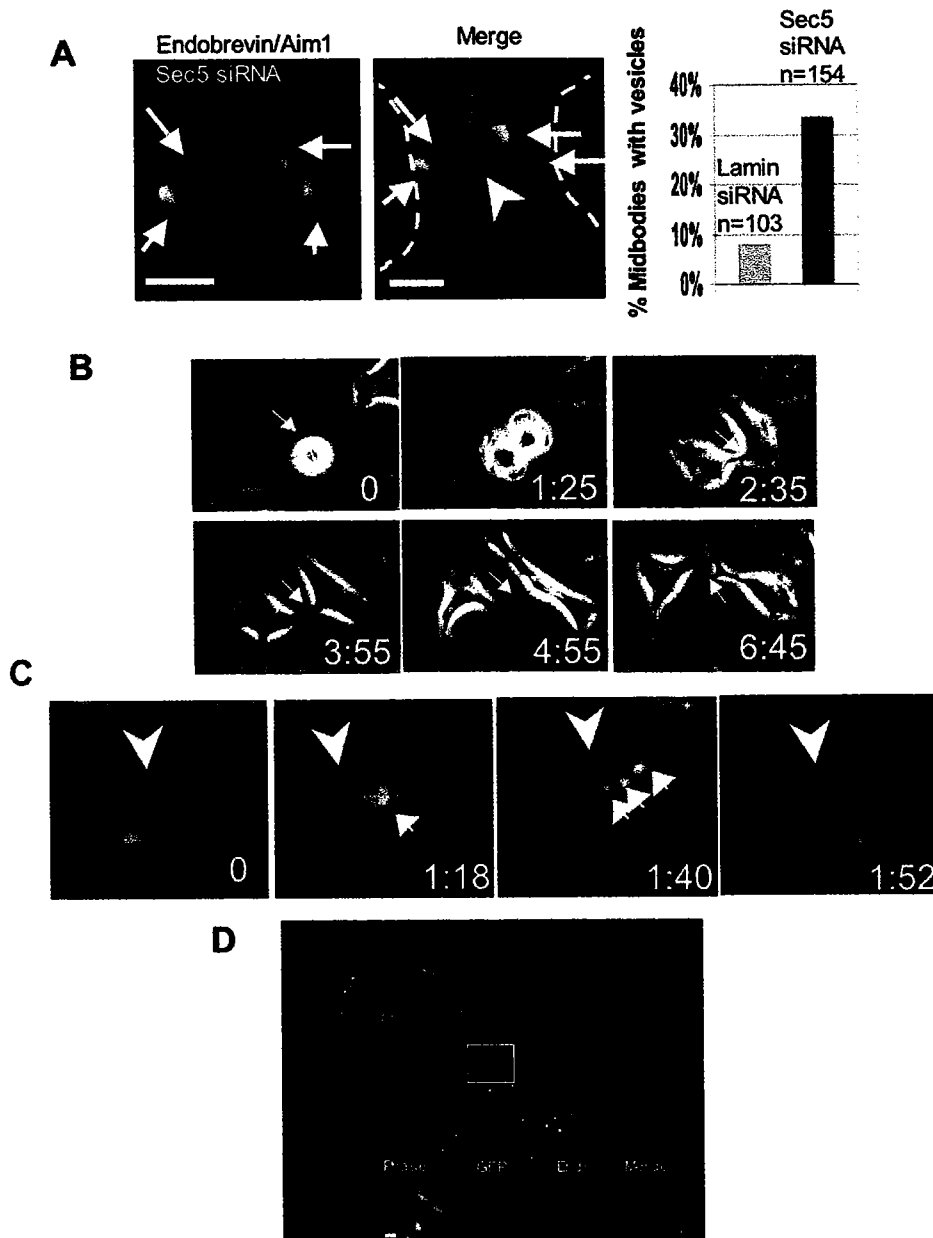 A
Endobrevin/Aim1
Sec5 siRNA
Merge
% Midbodies with vesicles
40%
30%
20%
10%
0%
Lamin
siRNA
n=103
Sec5
siRNA
n=154
B
0
1:25
2:35
3:55
4:55
6:45
C
0
1:18
1:40
1:52
D
Phase GFP Endo Merge